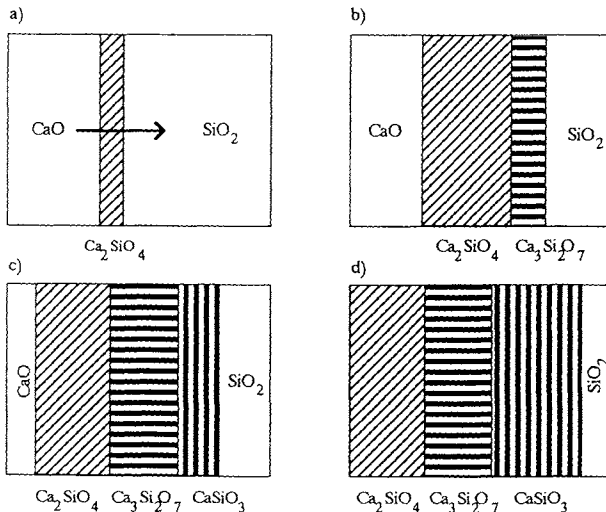 a)
CaO
SiO2
Ca2SiO4
b)
CaO
SiO2
Ca2SiO4 Ca3Si2O7
c)
CaO
SiO2
Ca2SiO4 Ca3Si2O7 CaSiO3
d)
SiO2
Ca2SiO4 Ca3Si2O7 CaSiO3